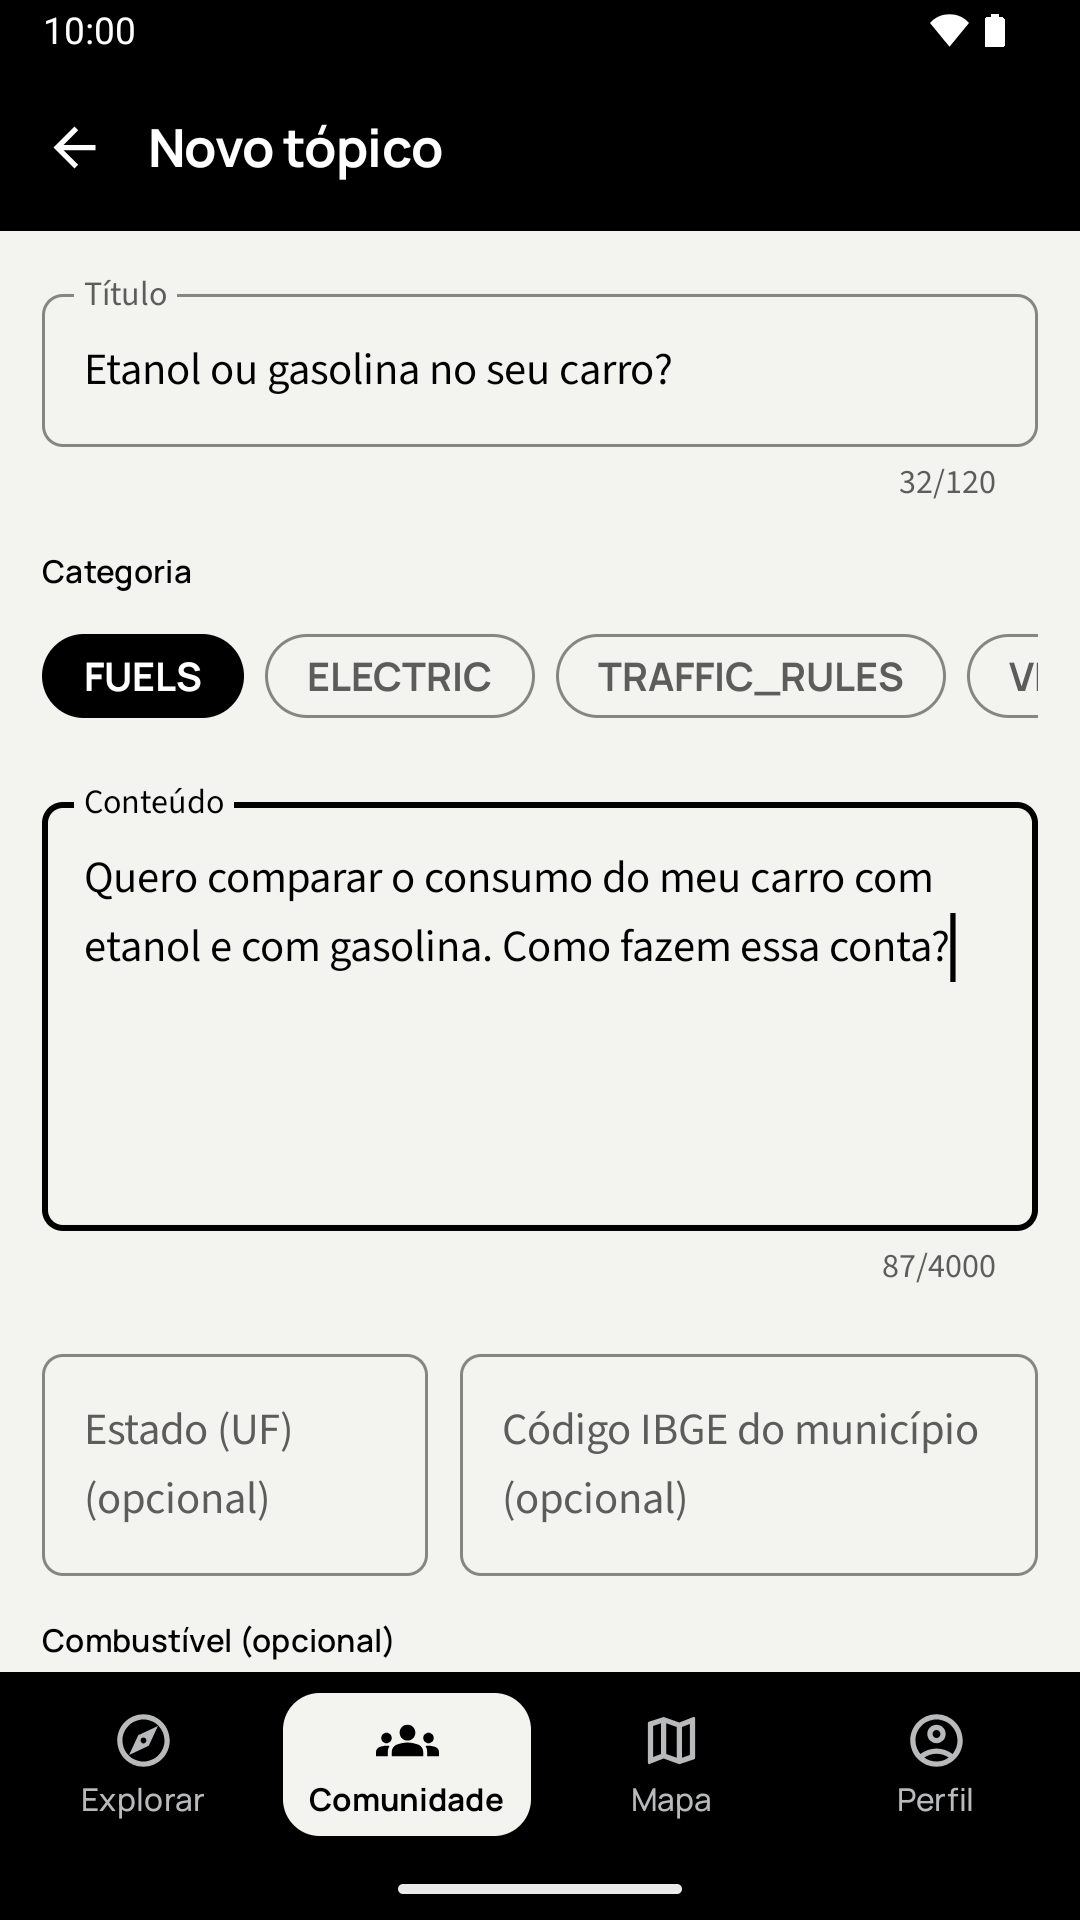 10:00
Novo tópico
Título
Etanol ou gasolina no seu carro?
32/120
Categoria
FUELS
ELECTRIC
TRAFFIC_RULES
Conteúdo
Quero comparar o consumo do meu carro com
etanol e com gasolina. Como fazem essa conta?
87/4000
Estado (UF)
(opcional)
Código IBGE do município
(opcional)
Combustível (opcional)
Explorar
Comunidade
Mapa
Perfil